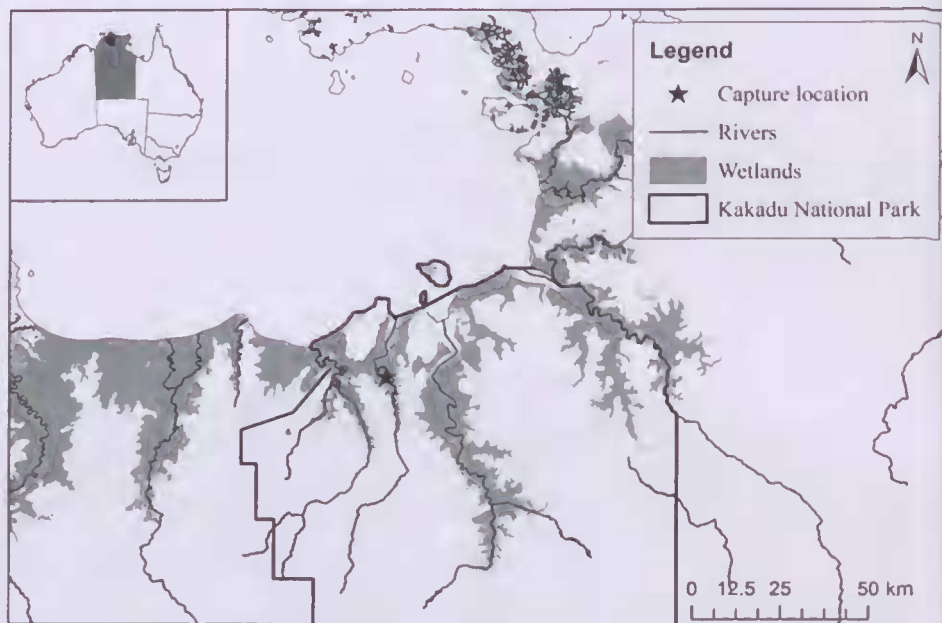 Legend
N
Capture location
Rivers
Wetlands
Kakadu National Park
0 12.5 25 50 km